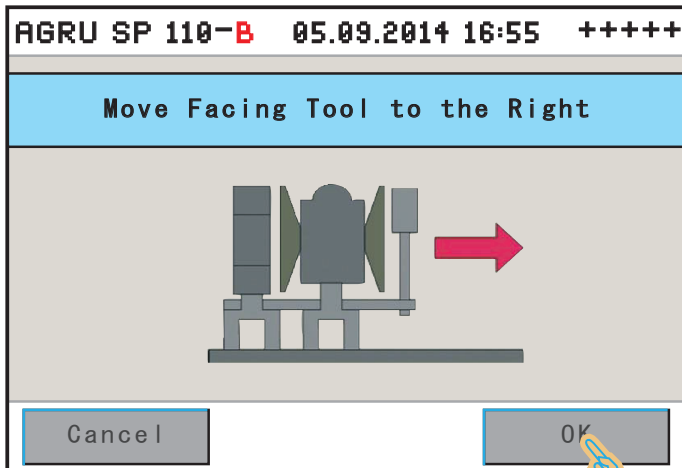 AGRU SP 110-B 05.09.2014 16:55 +++++
Move Facing Tool to the Right
Cancel OK